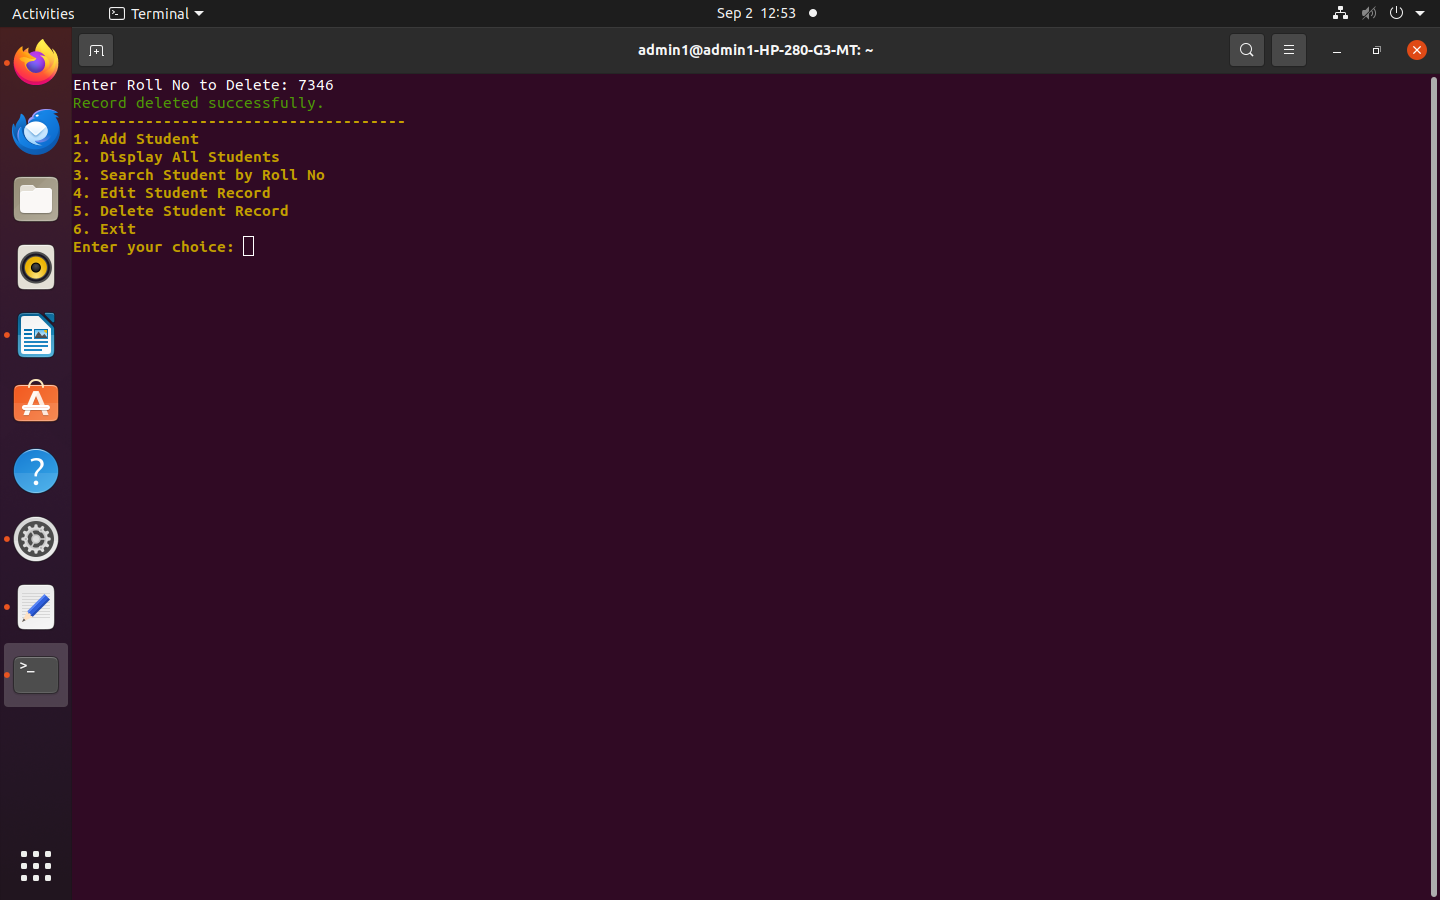 Activities
Terminal
Sep 2 12:53
admin1@admin1-HP-280-G3-MT: ~
Enter Roll No to Delete: 7346
Record deleted successfully.
-------------------------------------
1. Add Student
2. Display All Students
3. Search Student by Roll No
4. Edit Student Record
5. Delete Student Record
6. Exit
Enter your choice: